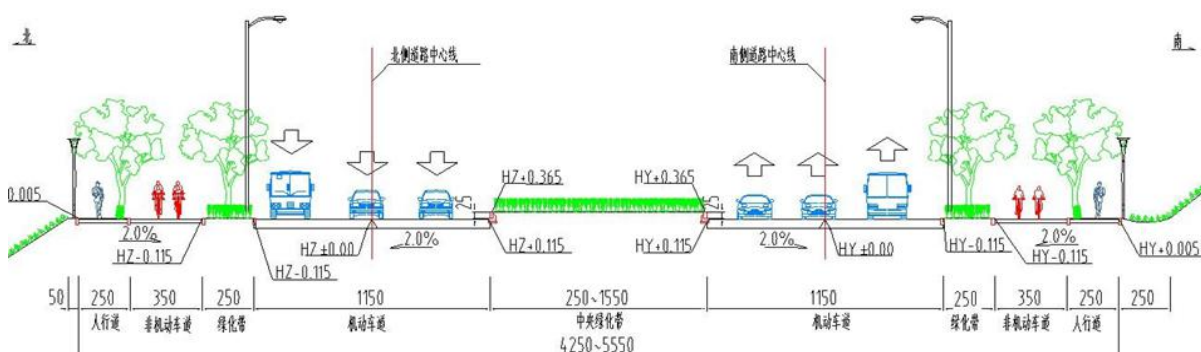 北
南
北侧道路中心线
南侧道路中心线
HZ+0.365
HY+0.365
25
25
0.005
2.0%
HZ-0.115
HZ±0.00
2.0%
HZ+0.115
HY+0.115
2.0%
HY±0.00
HY-0.115
2.0%
HY+0.005
HZ-0.115
HY-0.115
50
250
350
250
1150
250~1550
1150
250
350
250
250
人行道
非机动车道
绿化带
机动车道
中央绿化带
机动车道
绿化带
非机动车道
人行道
4250~5550